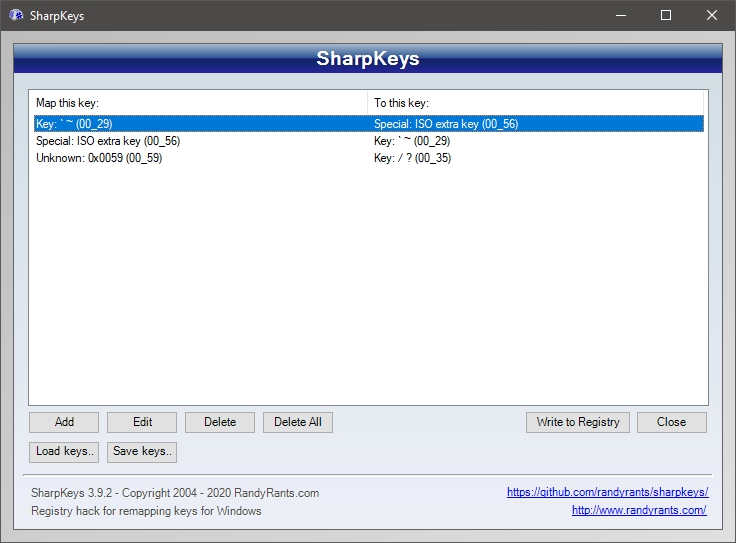 SharpKeys
SharpKeys
Map this key: To this key:
Key: ` ~ (00_29) Special: ISO extra key (00_56)
Special: ISO extra key (00_56) Key: ` ~ (00_29)
Unknown: 0x0059 (00_59) Key: / ? (00_35)
Add Edit Delete Delete All Write to Registry Close
Load keys.. Save keys..
SharpKeys 3.9.2 - Copyright 2004 - 2020 RandyRants.com https://github.com/randyrants/sharpkeys/
Registry hack for remapping keys for Windows http://www.randyrants.com/